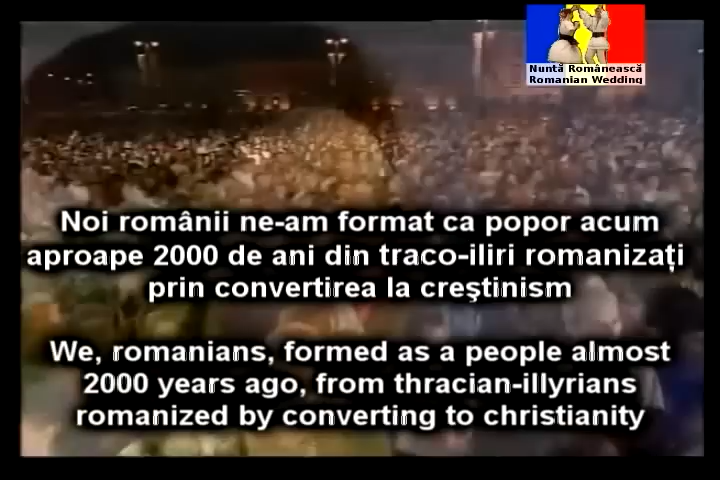 Nuntă Românească
Romanian Wedding
Noi românii ne-am format ca popor acum
aproape 2000 de ani din traco-iliri romanizaţi
prin convertirea la creştinism
We, romanians, formed as a people almost
2000 years ago, from thracian-illyrians
romanized by converting to christianity